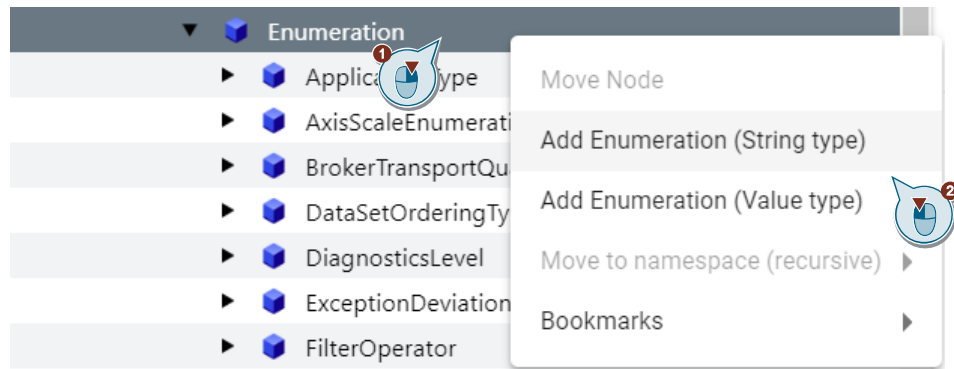 Enumeration
1
Move Node
Add Enumeration (String type)
AxisScaleEnumerati
BrokerTransportQu
Add Enumeration (Value type)
2
DataSetOrderingTy
DiagnosticsLevel
Move to namespace (recursive)
ExceptionDeviation
Bookmarks
FilterOperator